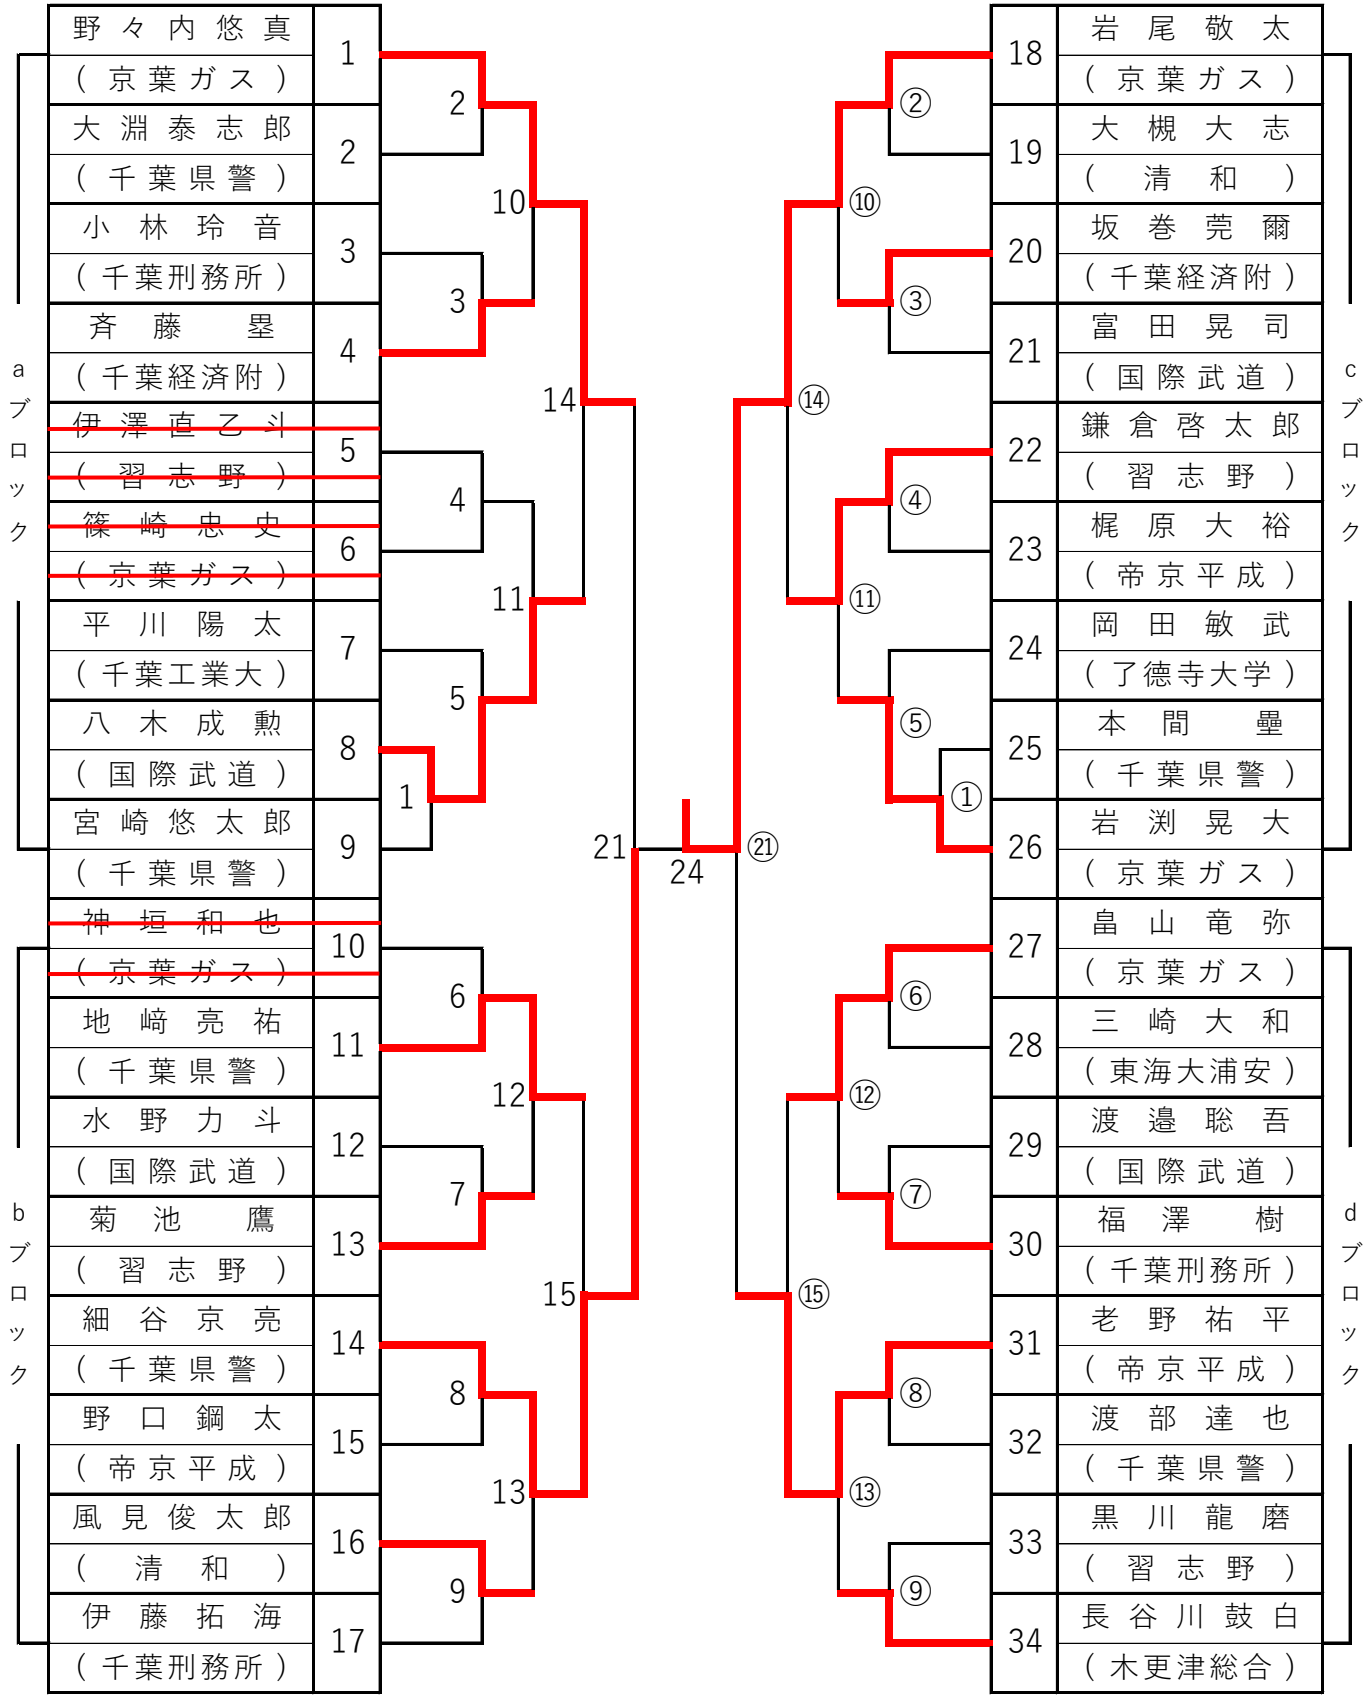 野々内悠真
1
(京葉ガス)
大淵泰志郎
2
(千葉県警)
小林玲音
3
(千葉刑務所)
斉藤 塁
4
(千葉経済附)
伊澤直乙斗
5
(習志野)
篠崎忠史
6
(京葉ガス)
平川陽太
7
(千葉工業大)
八木成勲
8
(国際武道)
宮崎悠太郎
9
(千葉県警)
神垣和也
10
(京葉ガス)
地﨑亮祐
11
(千葉県警)
水野力斗
12
(国際武道)
菊池 鷹
13
(習志野)
細谷京亮
14
(千葉県警)
野口鋼太
15
(帝京平成)
風見俊太郎
16
(清和)
伊藤拓海
17
(千葉刑務所)
aブロック
bブロック
2
10
3
14
4
11
5
1
21
24
6
12
7
15
8
13
9
②
⑩
③
⑭
④
⑪
⑤
①
㉑
⑥
⑫
⑦
⑮
⑧
⑬
⑨
岩尾敬太
18
(京葉ガス)
大槻大志
19
(清和)
坂巻莞爾
20
(千葉経済附)
富田晃司
21
(国際武道)
鎌倉啓太郎
22
(習志野)
梶原大裕
23
(帝京平成)
岡田敏武
24
(了德寺大学)
本間 壘
25
(千葉県警)
岩渕晃大
26
(京葉ガス)
畠山竜弥
27
(京葉ガス)
三崎大和
28
(東海大浦安)
渡邉聡吾
29
(国際武道)
福澤 樹
30
(千葉刑務所)
老野祐平
31
(帝京平成)
渡部達也
32
(千葉県警)
黒川龍磨
33
(習志野)
長谷川鼓白
34
(木更津総合)
cブロック
dブロック